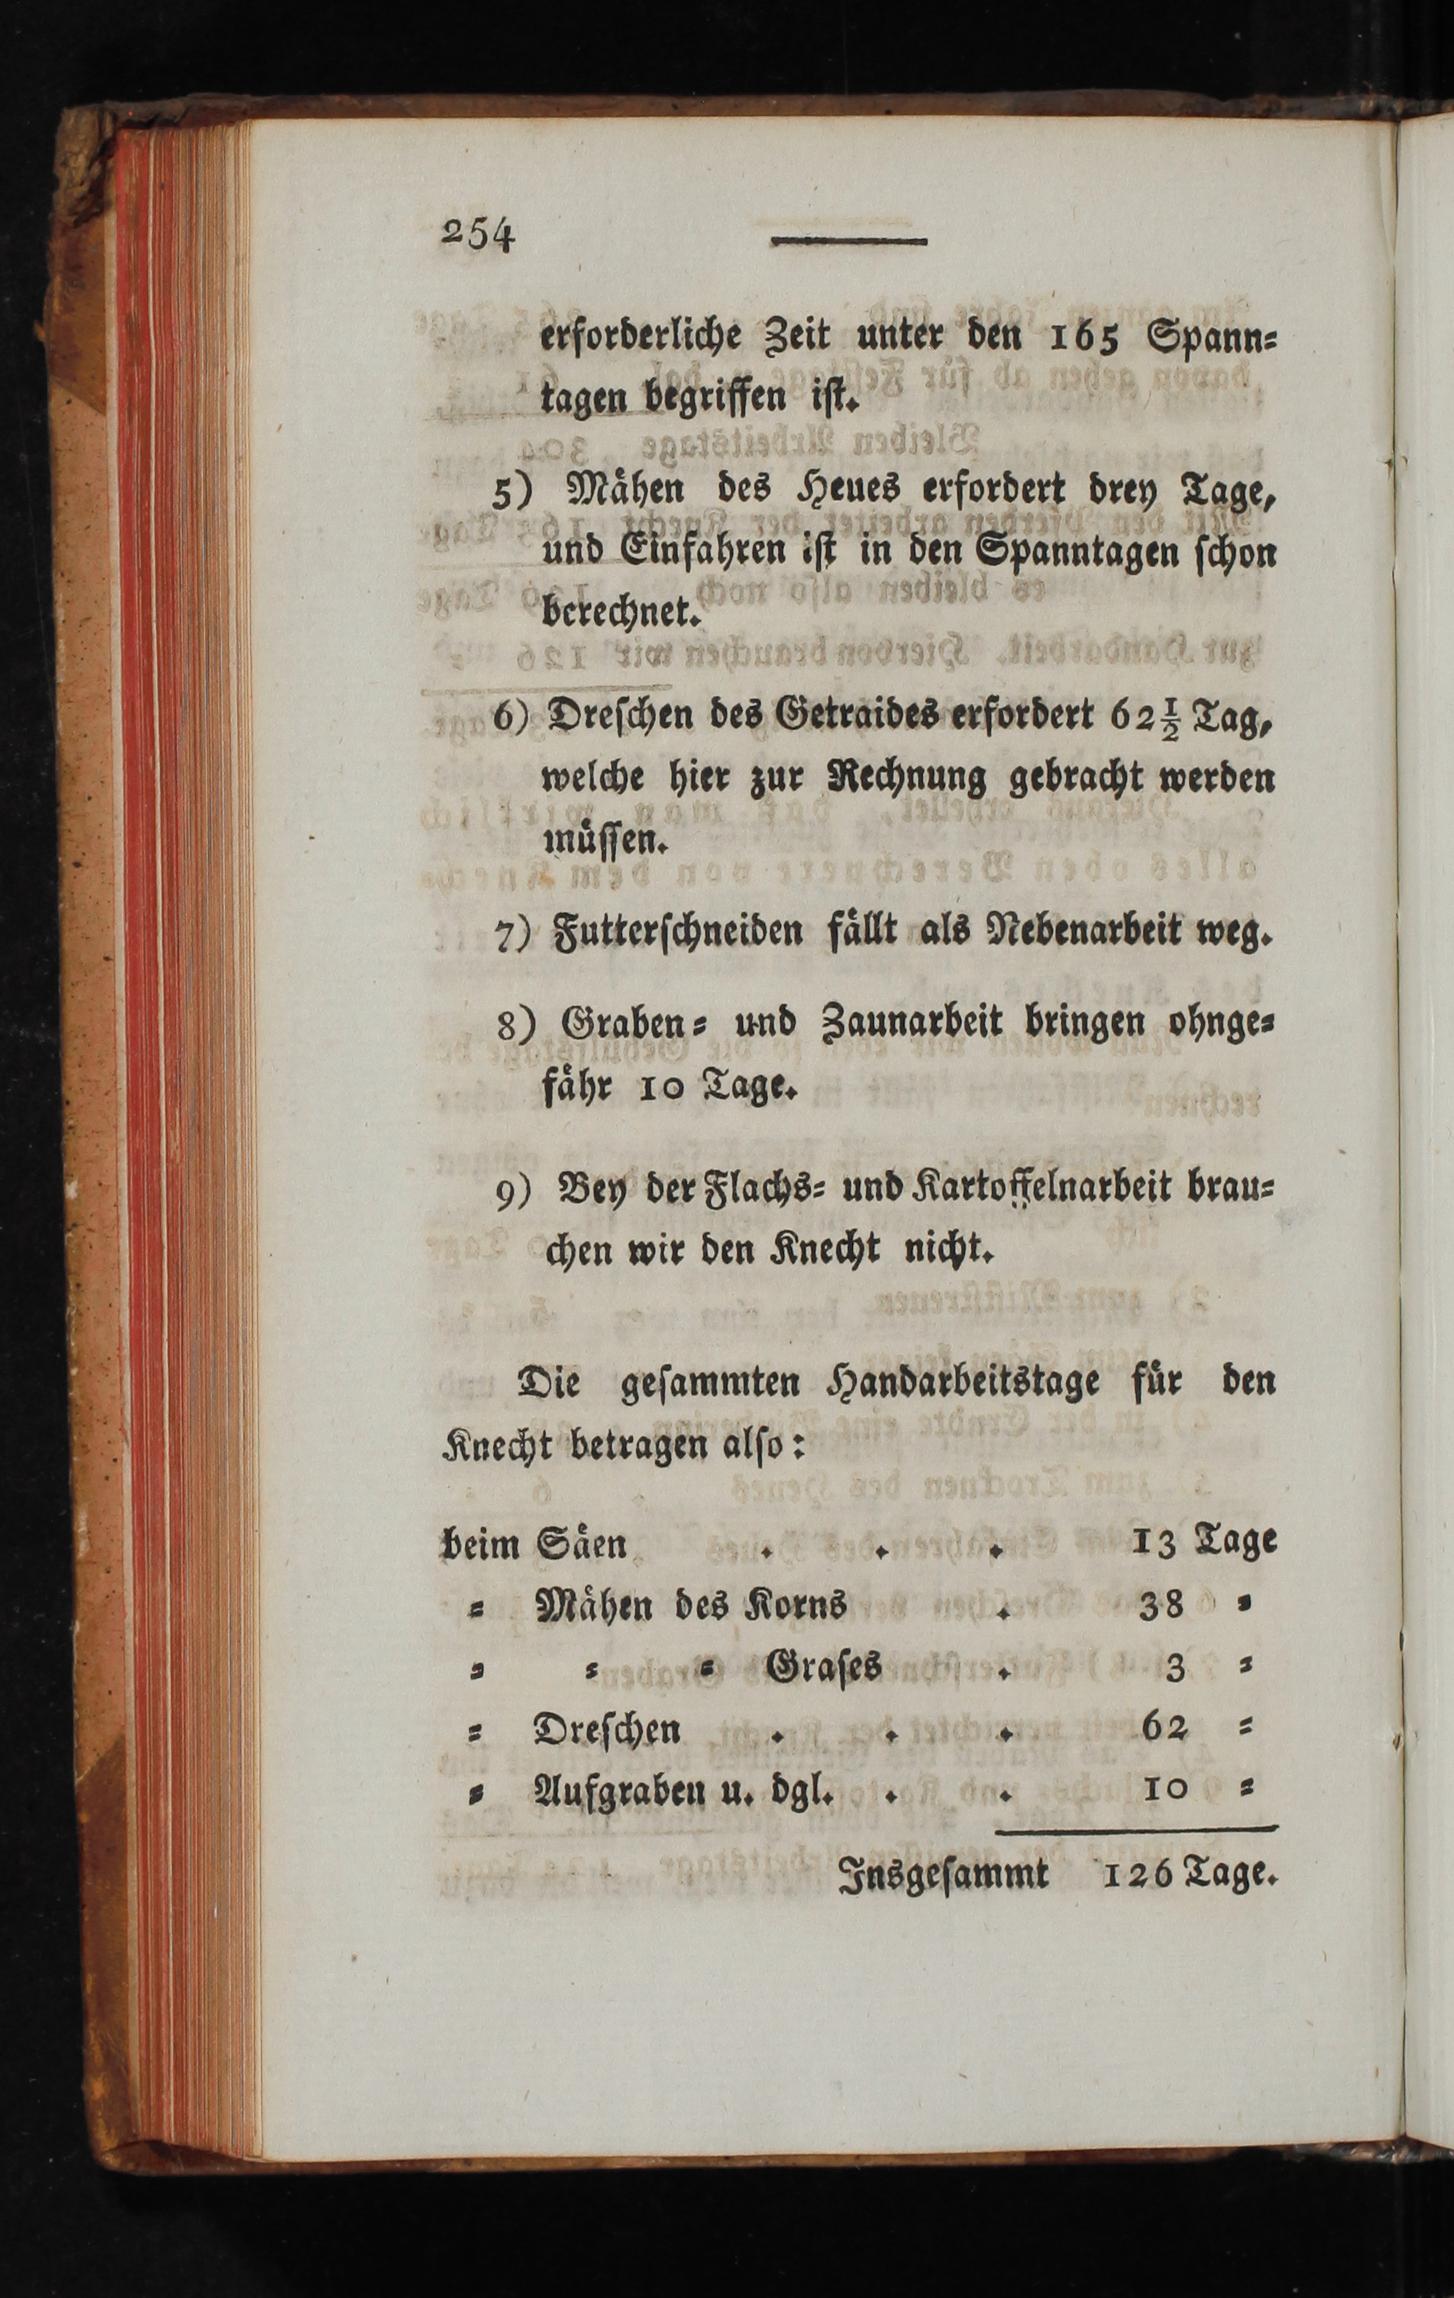 254
erforderliche Zeit unter den 165 Spann⸗
tagen begriffen iſt.
5) Mähen des Heues erfordert drey Tage,
und Einfahren iſt in den Spanntagen ſchon
berechnet.
6) Dreſchen des Getraides erfordert 62½ Tag,
welche hier zur Rechnung gebracht werden
müſſen.
7) Futterſchneiden fällt als Nebenarbeit weg.
8) Graben⸗ und Zaunarbeit bringen ohnge⸗
fähr 10 Tage.
9) Bey der Flachs⸗ und Kartoffelnarbeit brau⸗
chen wir den Knecht nicht.
Die geſammten Handarbeitstage für den
Knecht betragen alſo:
beim Säen . . . 13 Tage
⸗ Mähen des Korns . 38 ⸗
⸗ ⸗ ⸗ Graſes . 3 ⸗
⸗ Dreſchen . . . 62 ⸗
⸗ Aufgraben u. dgl. . . 10 ⸗
Insgeſammt 126 Tage.